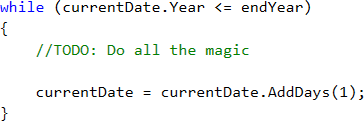 while (currentDate.Year <= endYear)
{
    //TODO: Do all the magic

    currentDate = currentDate.AddDays(1);
}